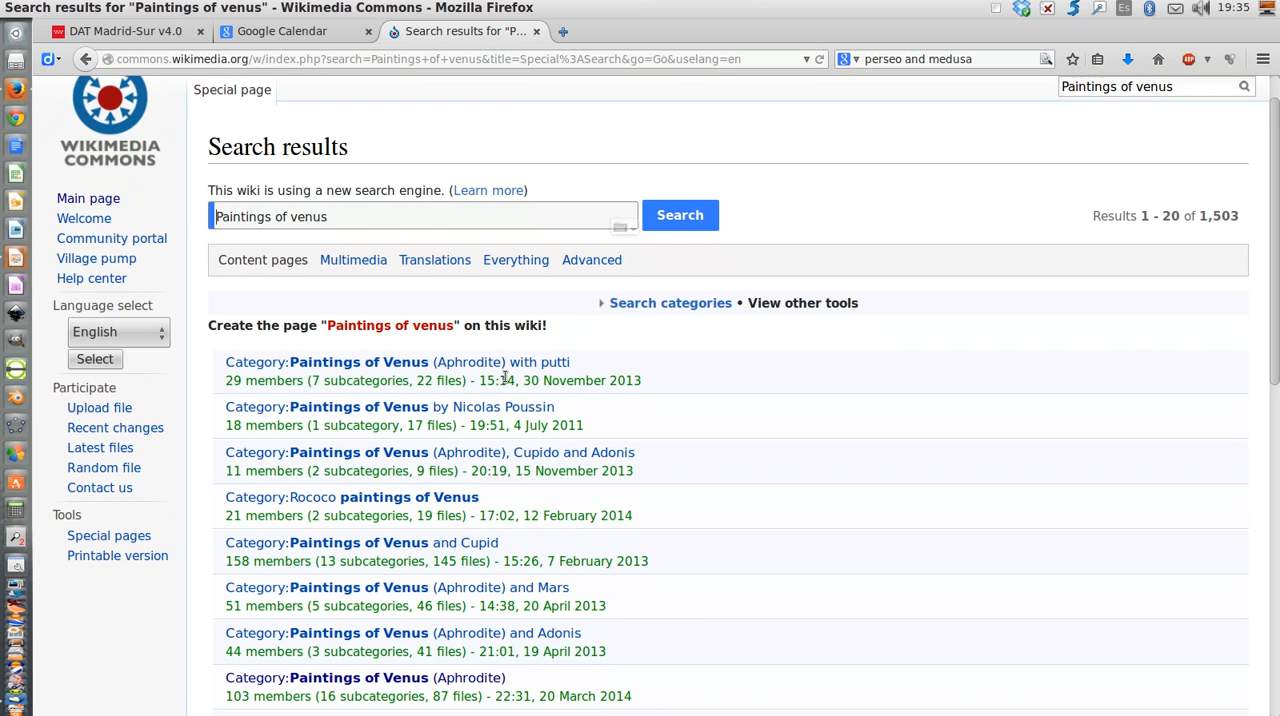 Search results for "Paintings of venus" - Wikimedia Commons - Mozilla Firefox
Es
19:35
DAT Madrid-Sur v4.0
Google Calendar
Search results for "P...
commons.wikimedia.org/w/index.php?search=Paintings+of+venus&title=Special%3ASearch&go=Go&uselang=en
perseo and medusa
Special page
Paintings of venus
WIKIMEDIA
COMMONS
Main page
Welcome
Community portal
Village pump
Help center
Language select
English
Select
Participate
Upload file
Recent changes
Latest files
Random file
Contact us
Tools
Special pages
Printable version
Search results
This wiki is using a new search engine. (Learn more)
Paintings of venus
Search
Results 1 - 20 of 1,503
Content pages Multimedia Translations Everything Advanced
Search categories • View other tools
Create the page "Paintings of venus" on this wiki!
Category:Paintings of Venus (Aphrodite) with putti
29 members (7 subcategories, 22 files) - 15:14, 30 November 2013
Category:Paintings of Venus by Nicolas Poussin
18 members (1 subcategory, 17 files) - 19:51, 4 July 2011
Category:Paintings of Venus (Aphrodite), Cupido and Adonis
11 members (2 subcategories, 9 files) - 20:19, 15 November 2013
Category:Rococo paintings of Venus
21 members (2 subcategories, 19 files) - 17:02, 12 February 2014
Category:Paintings of Venus and Cupid
158 members (13 subcategories, 145 files) - 15:26, 7 February 2013
Category:Paintings of Venus (Aphrodite) and Mars
51 members (5 subcategories, 46 files) - 14:38, 20 April 2013
Category:Paintings of Venus (Aphrodite) and Adonis
44 members (3 subcategories, 41 files) - 21:01, 19 April 2013
Category:Paintings of Venus (Aphrodite)
103 members (16 subcategories, 87 files) - 22:31, 20 March 2014